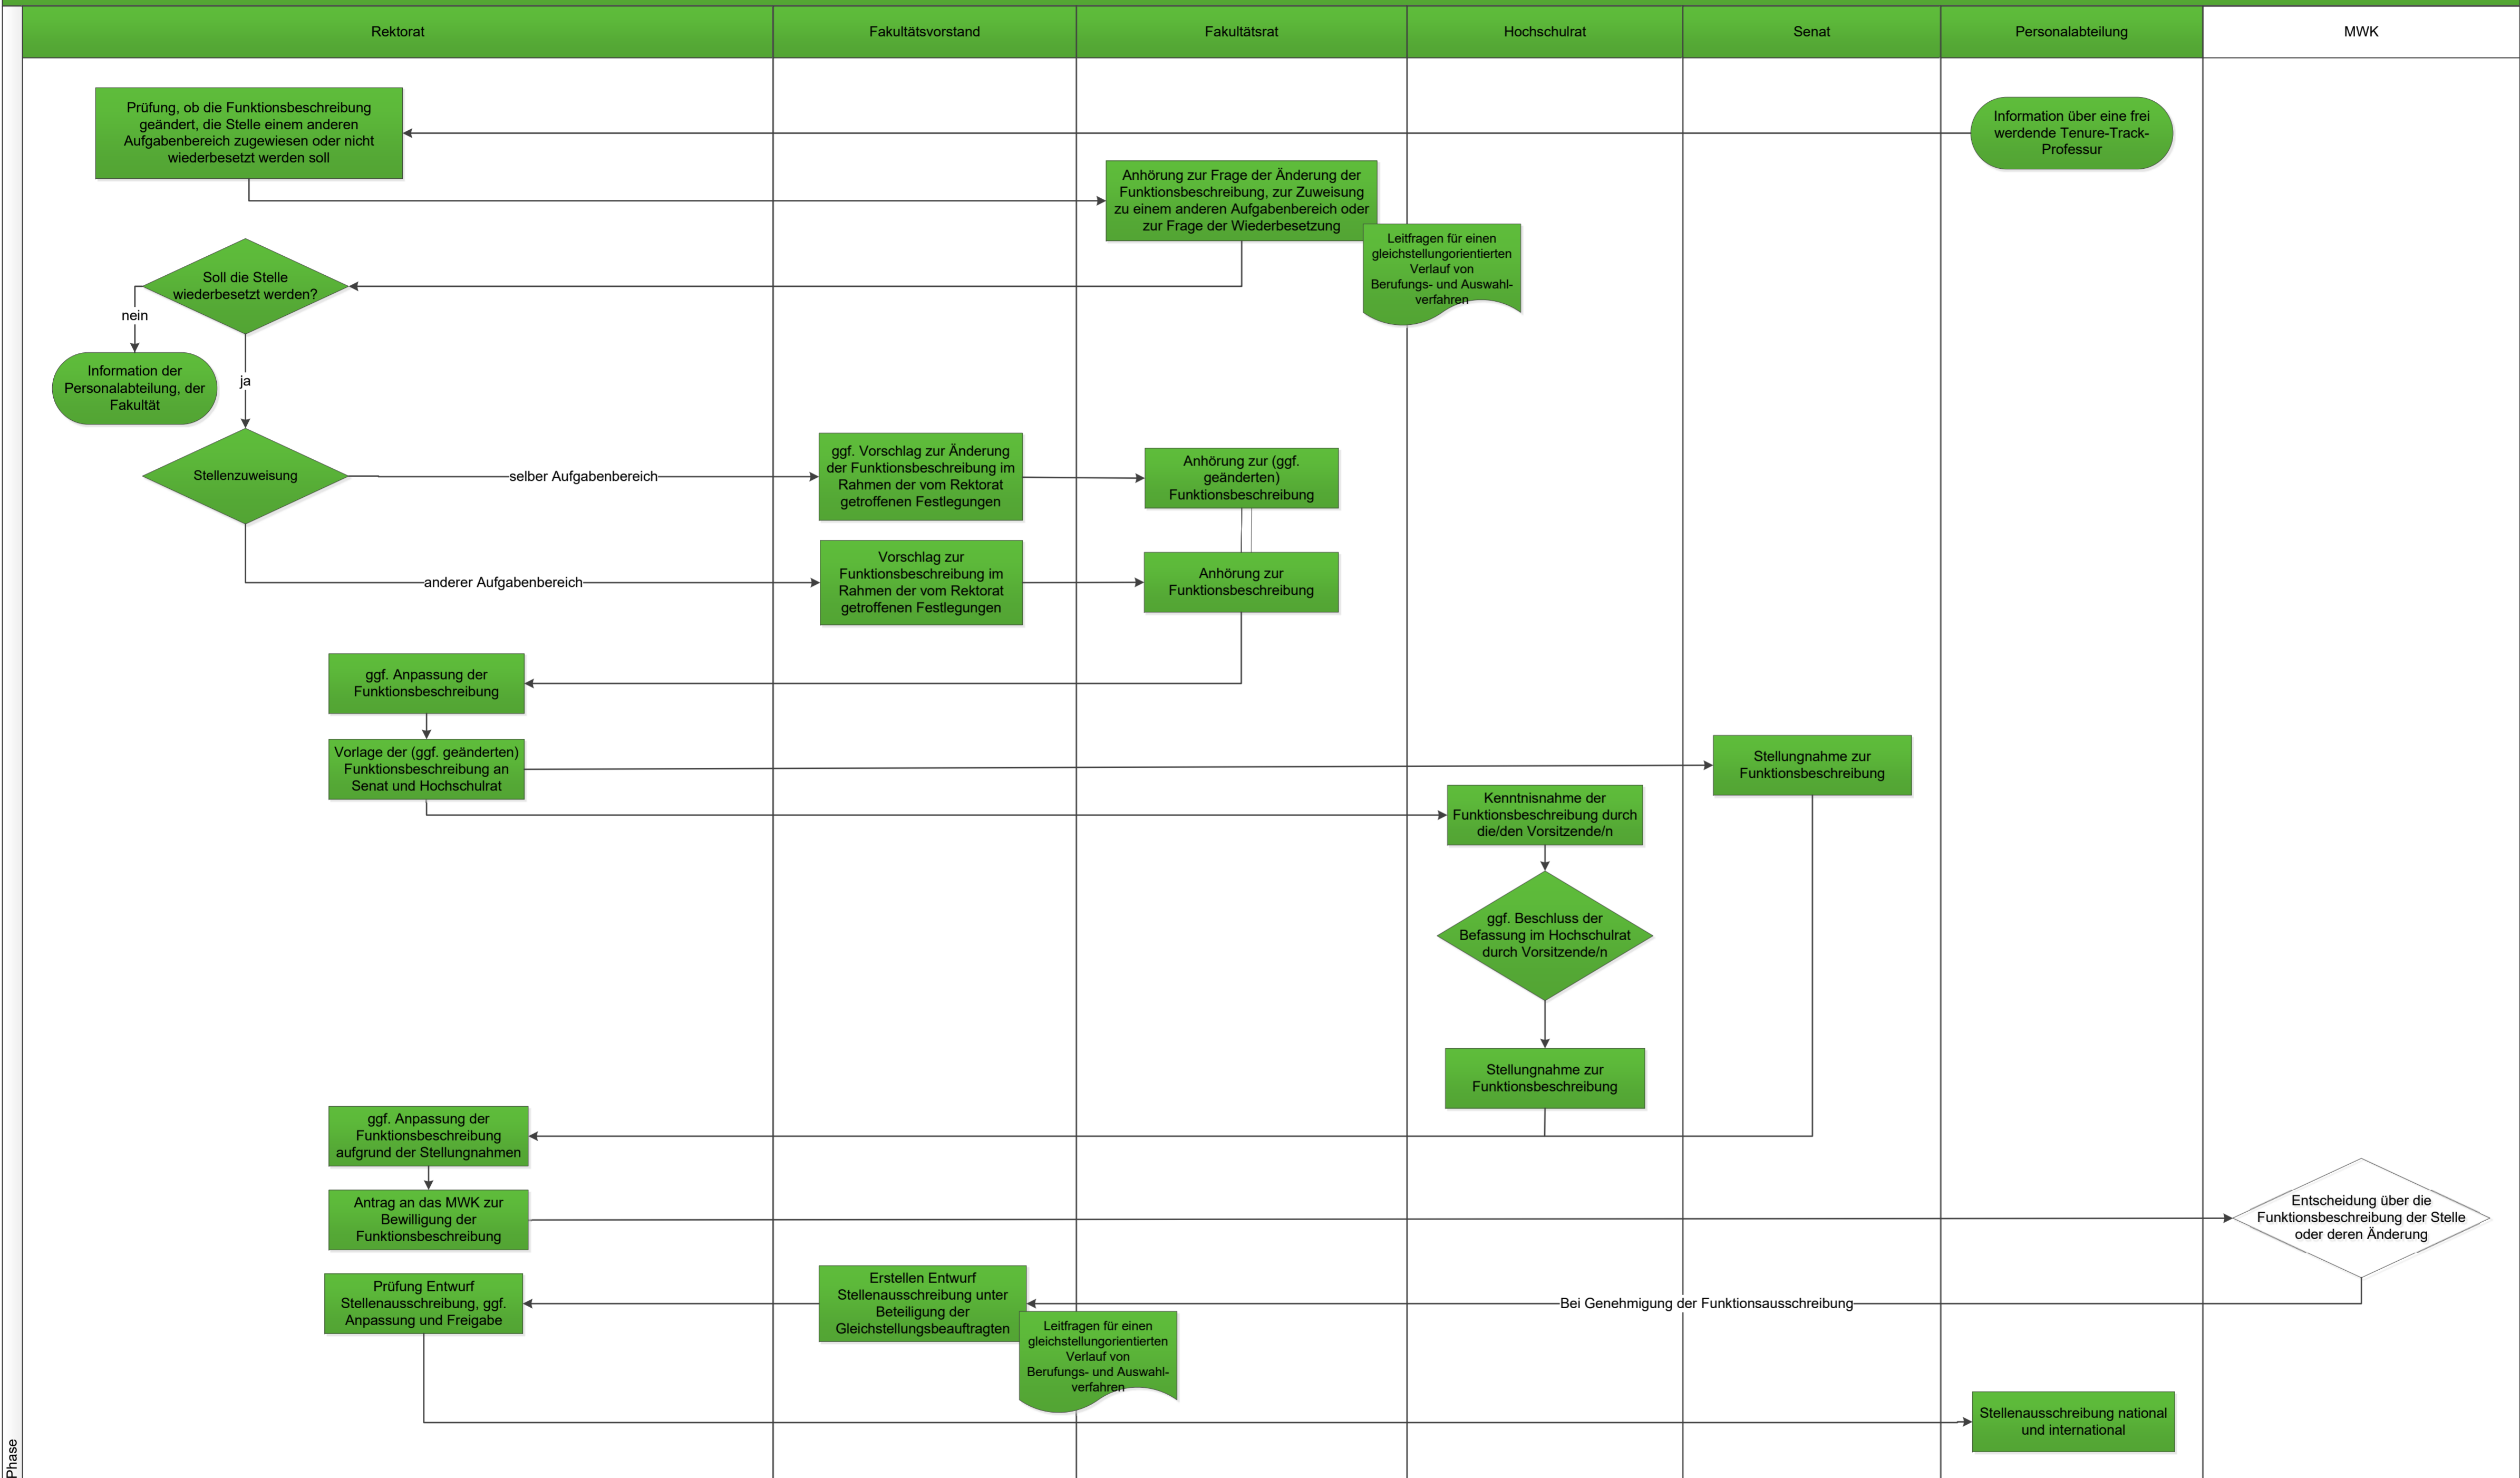 Rektorat
Fakultätsvorstand
Fakultätsrat
Hochschulrat
Senat
Personalabteilung
MWK
Prüfung, ob die Funktionsbeschreibung
geändert, die Stelle einem anderen
Aufgabenbereich zugewiesen oder nicht
wiederbesetzt werden soll
Information über eine frei
werdende Tenure-Track-
Professur
Anhörung zur Frage der Änderung der
Funktionsbeschreibung, zur Zuweisung
zu einem anderen Aufgabenbereich oder
zur Frage der Wiederbesetzung
Leitfragen für einen
gleichstellungorientierten
Verlauf von
Berufungs- und Auswahl-
verfahren
Soll die Stelle
wiederbesetzt werden?
nein
Information der
Personalabteilung, der
Fakultät
ja
Stellenzuweisung
selber Aufgabenbereich
ggf. Vorschlag zur Änderung
der Funktionsbeschreibung im
Rahmen der vom Rektorat
getroffenen Festlegungen
Anhörung zur (ggf.
geänderten)
Funktionsbeschreibung
anderer Aufgabenbereich
Vorschlag zur
Funktionsbeschreibung im
Rahmen der vom Rektorat
getroffenen Festlegungen
Anhörung zur
Funktionsbeschreibung
ggf. Anpassung der
Funktionsbeschreibung
Vorlage der (ggf. geänderten)
Funktionsbeschreibung an
Senat und Hochschulrat
Stellungnahme zur
Funktionsbeschreibung
Kenntnisnahme der
Funktionsbeschreibung durch
die/den Vorsitzende/n
ggf. Beschluss der
Befassung im Hochschulrat
durch Vorsitzende/n
Stellungnahme zur
Funktionsbeschreibung
ggf. Anpassung der
Funktionsbeschreibung
aufgrund der Stellungnahmen
Antrag an das MWK zur
Bewilligung der
Funktionsbeschreibung
Entscheidung über die
Funktionsbeschreibung der Stelle
oder deren Änderung
Bei Genehmigung der Funktionsausschreibung
Erstellen Entwurf
Stellenausschreibung unter
Beteiligung der
Gleichstellungsbeauftragten
Leitfragen für einen
gleichstellungorientierten
Verlauf von
Berufungs- und Auswahl-
verfahren
Prüfung Entwurf
Stellenausschreibung, ggf.
Anpassung und Freigabe
Stellenausschreibung national
und international
Phase